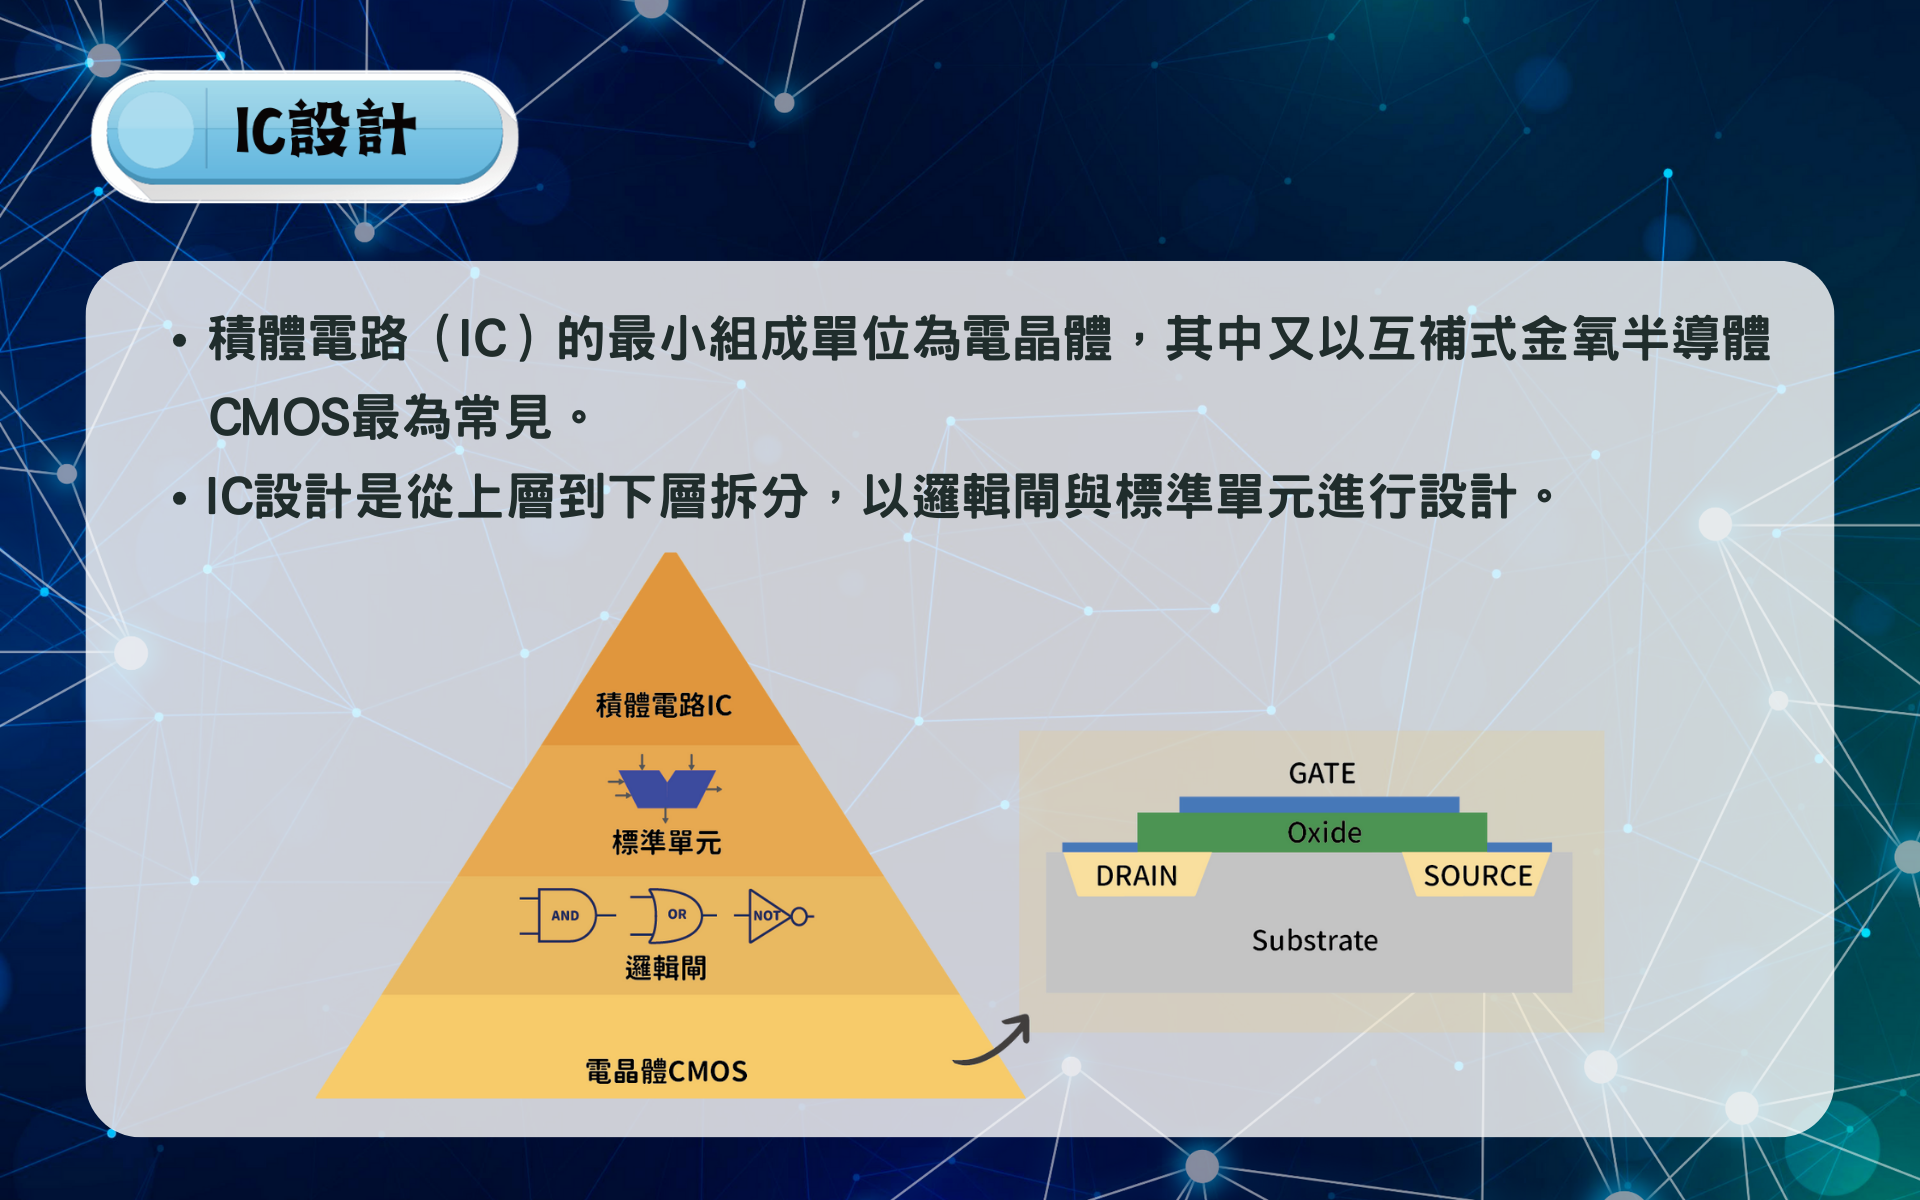 IC設計
• 積體電路（IC）的最小組成單位為電晶體，其中又以互補式金氧半導體
CMOS最為常見。
• IC設計是從上層到下層拆分，以邏輯閘與標準單元進行設計。
積體電路IC
標準單元
AND
OR
NOT
邏輯閘
電晶體CMOS
GATE
Oxide
DRAIN
SOURCE
Substrate